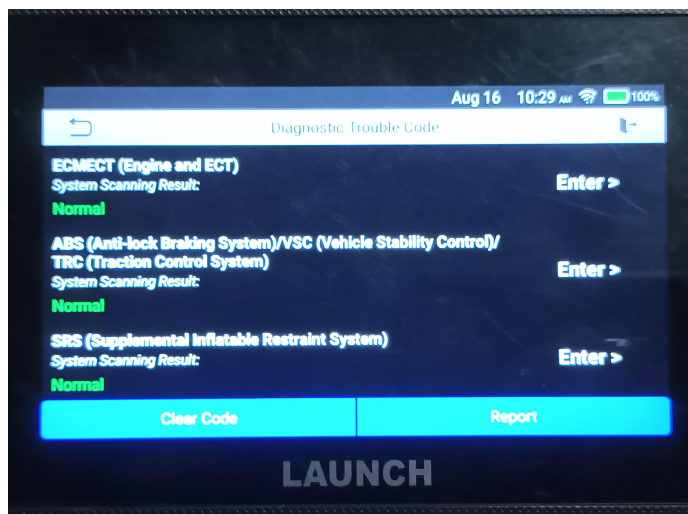 Aug 16 10:29 AM 100%
Diagnostic Trouble Code
ECMECT (Engine and ECT)
System Scanning Result:
Enter >
Normal
ABS (Anti-lock Braking System)/VSC (Vehicle Stability Control)/
TRC (Traction Control System)
System Scanning Result:
Enter >
Normal
SRS (Supplemental Inflatable Restraint System)
System Scanning Result:
Enter >
Normal
Clear Code
Report
LAUNCH